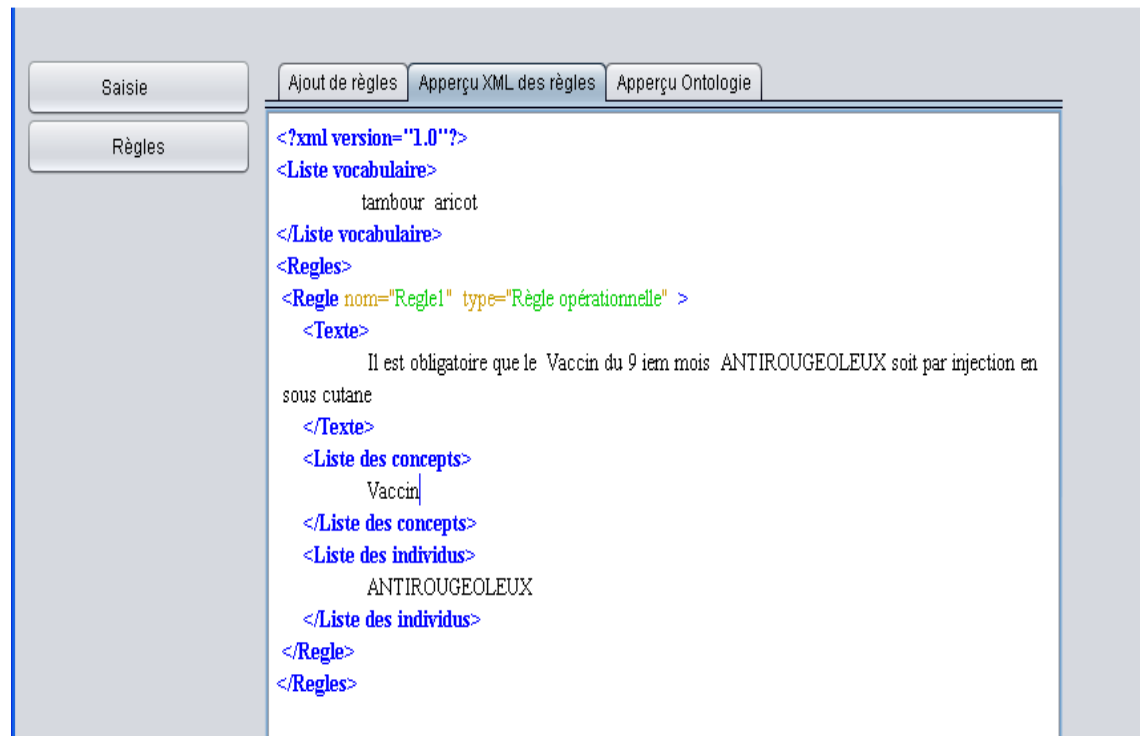 Saisie
Règles
Ajout de règles
Apperçu XML des règles
Apperçu Ontologie
<?xml version="1.0"?>
<Liste vocabulaire>
tambour aricot
</Liste vocabulaire>
<Regles>
<Regle nom="Regle1" type="Règle opérationnelle" >
<Texte>
Il est obligatoire que le Vaccin du 9 iem mois ANTIROUGEOLEUX soit par injection en
sous cutane
</Texte>
<Liste des concepts>
Vaccin
</Liste des concepts>
<Liste des individus>
ANTIROUGEOLEUX
</Liste des individus>
</Regle>
</Regles>